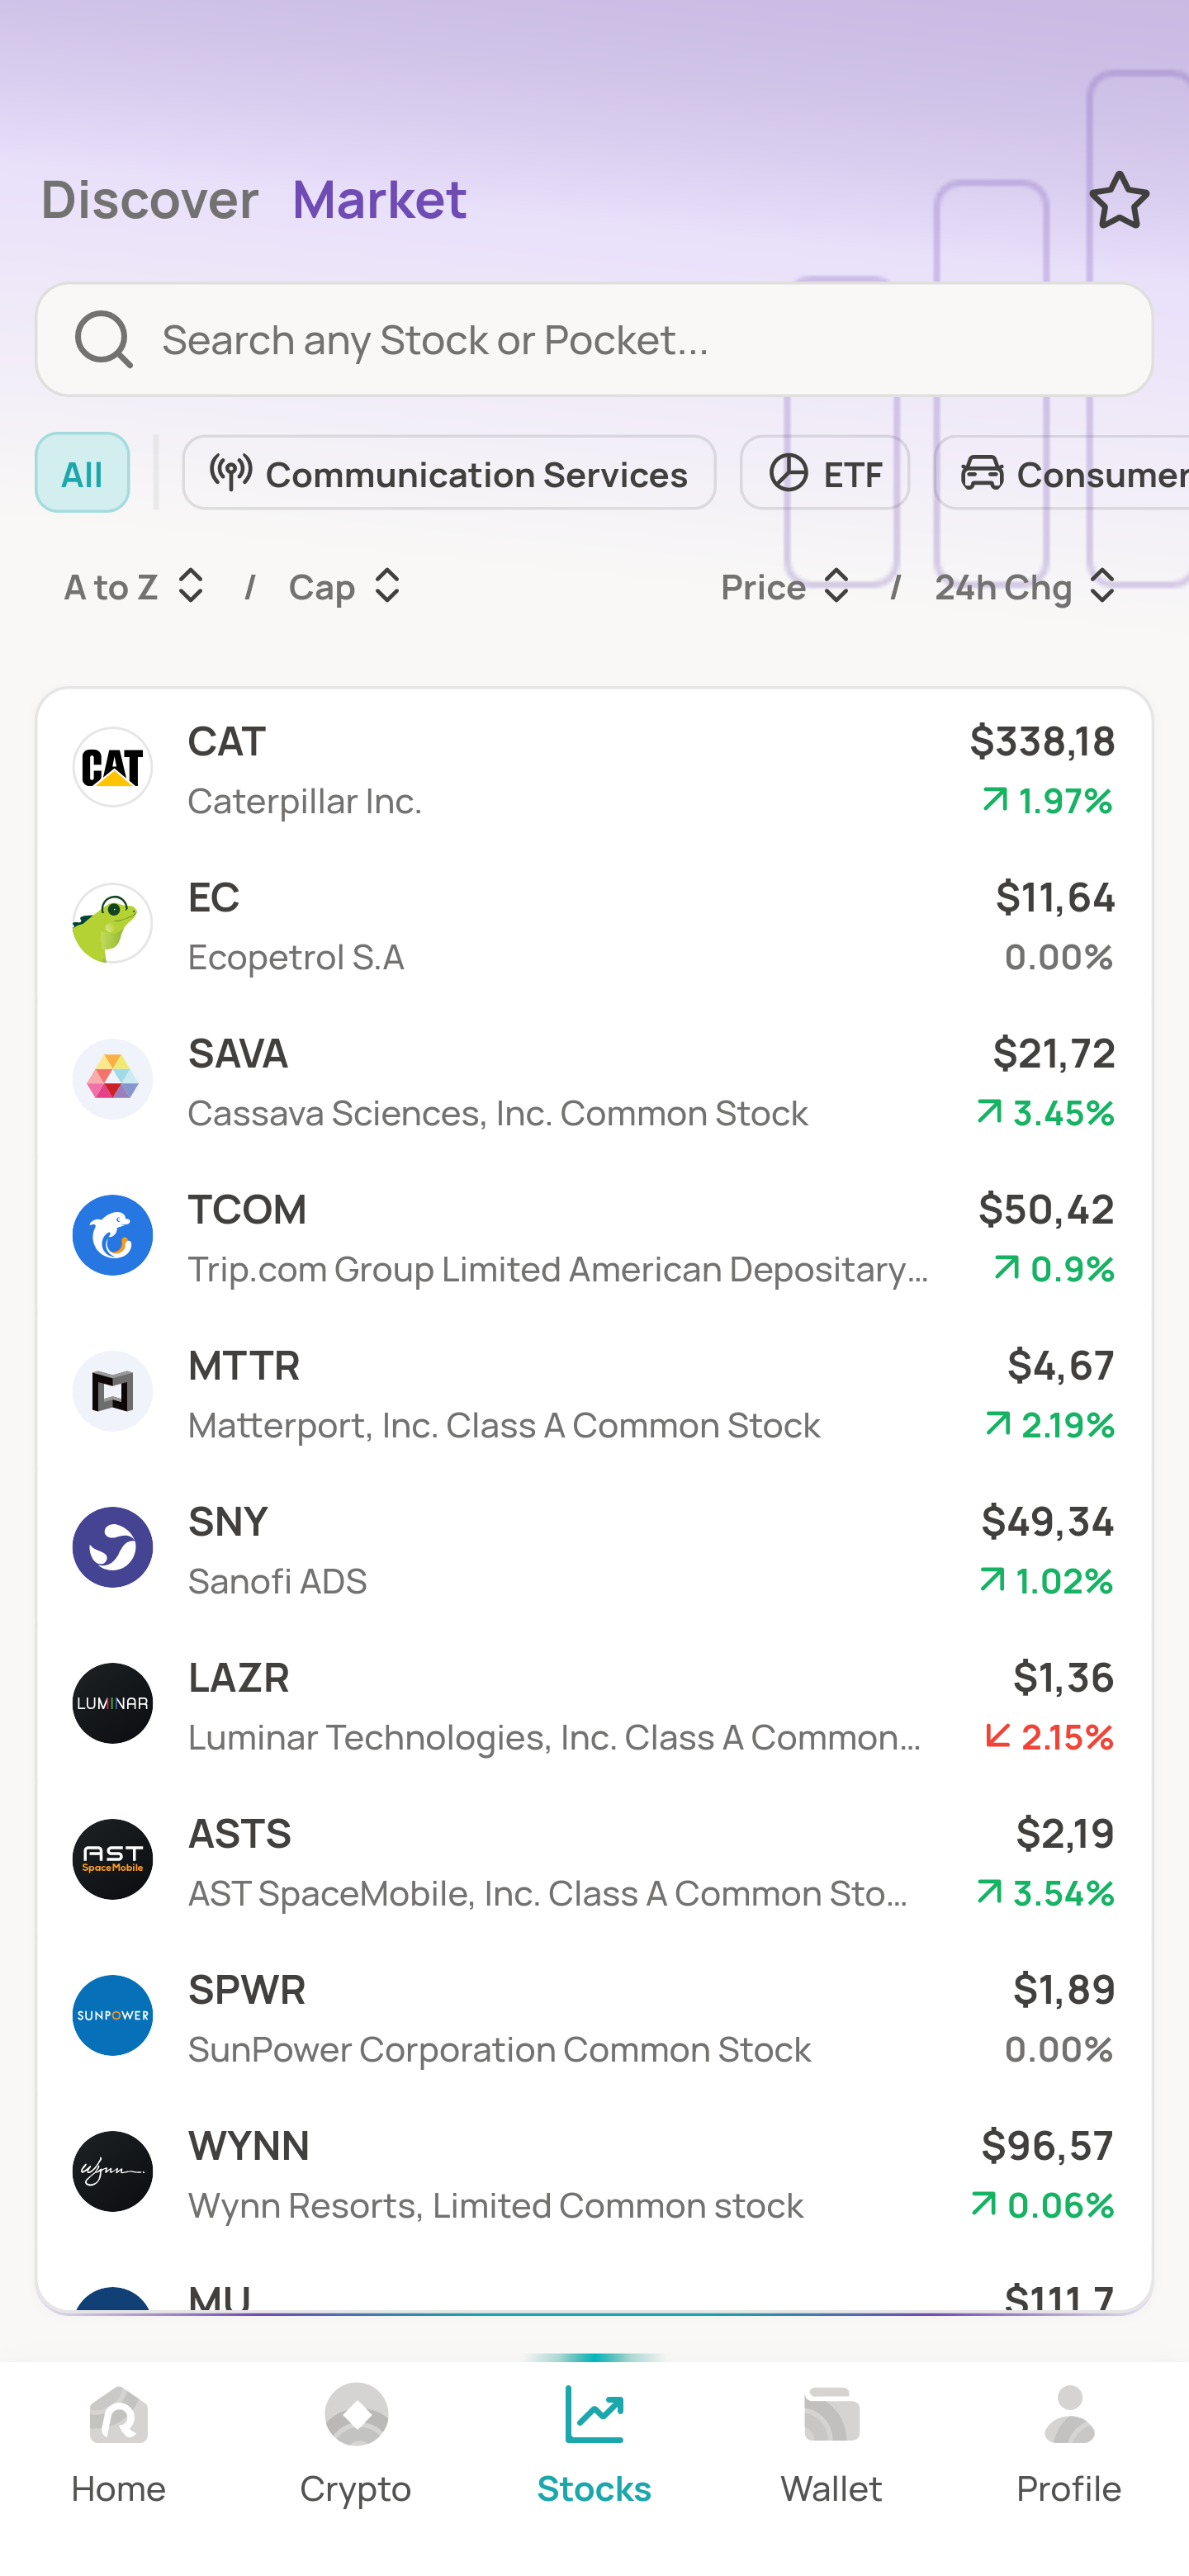 Discover Market
Search any Stock or Pocket...
All Communication Services ETF Consumer
A to Z / Cap Price / 24h Chg
CAT
CAT $338,18
Caterpillar Inc. 1.97%
EC $11,64
Ecopetrol S.A 0.00%
SAVA $21,72
Cassava Sciences, Inc. Common Stock 3.45%
TCOM $50,42
Trip.com Group Limited American Depositary... 0.9%
MTTR $4,67
Matterport, Inc. Class A Common Stock 2.19%
SNY $49,34
Sanofi ADS 1.02%
LUMINAR
LAZR $1,36
Luminar Technologies, Inc. Class A Common... 2.15%
AST
SpaceMobile
ASTS $2,19
AST SpaceMobile, Inc. Class A Common Sto... 3.54%
SUNPOWER
SPWR $1,89
SunPower Corporation Common Stock 0.00%
Wynn
WYNN $96,57
Wynn Resorts, Limited Common stock 0.06%
MU $111,7
Home Crypto Stocks Wallet Profile